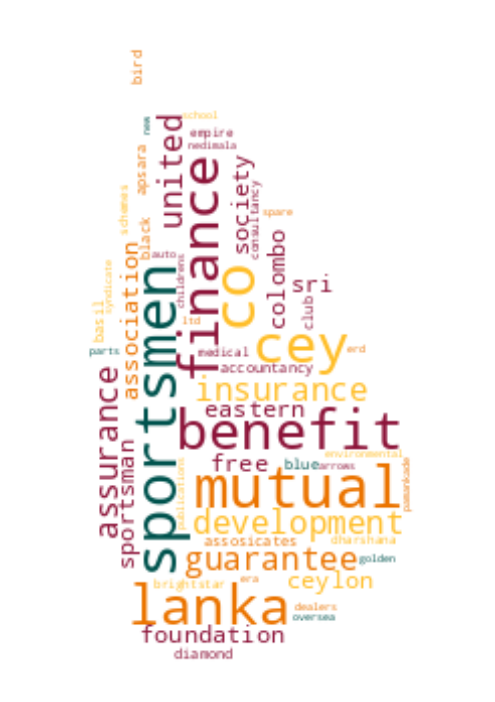 bird
school
new
united
empire
nedimala
apsara
finance
society
consultancy
schemes
spare
black
association
auto
childrens
co
colombo
sri
syndicate
basil
sportsmen
ltd
club
parts
medical
cey
erd
accountancy
assurance
insurance
eastern
benefit
sportsman
free
blue
arrows
environmental
publications
mutual
pamankade
development
assosicates
dharshana
guarantee
golden
brightstar
era
ceylon
lanka
dealers
oversea
foundation
diamond